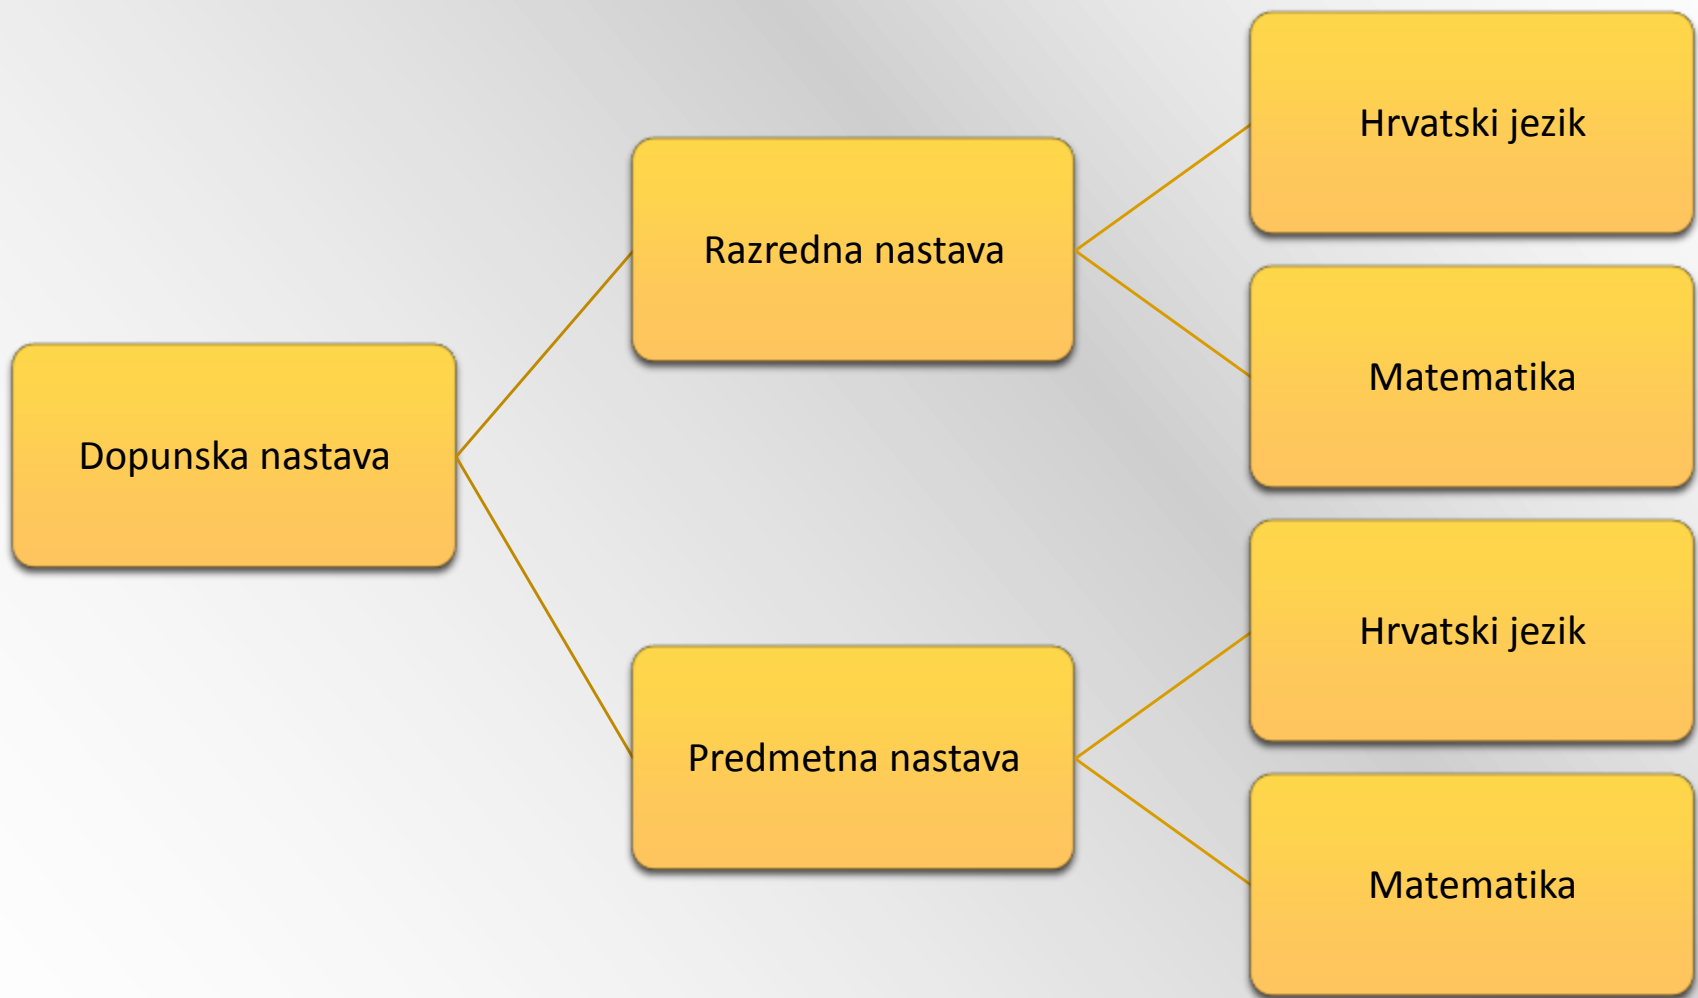 Dopunska nastava
Razredna nastava
Hrvatski jezik
Matematika
Predmetna nastava
Hrvatski jezik
Matematika